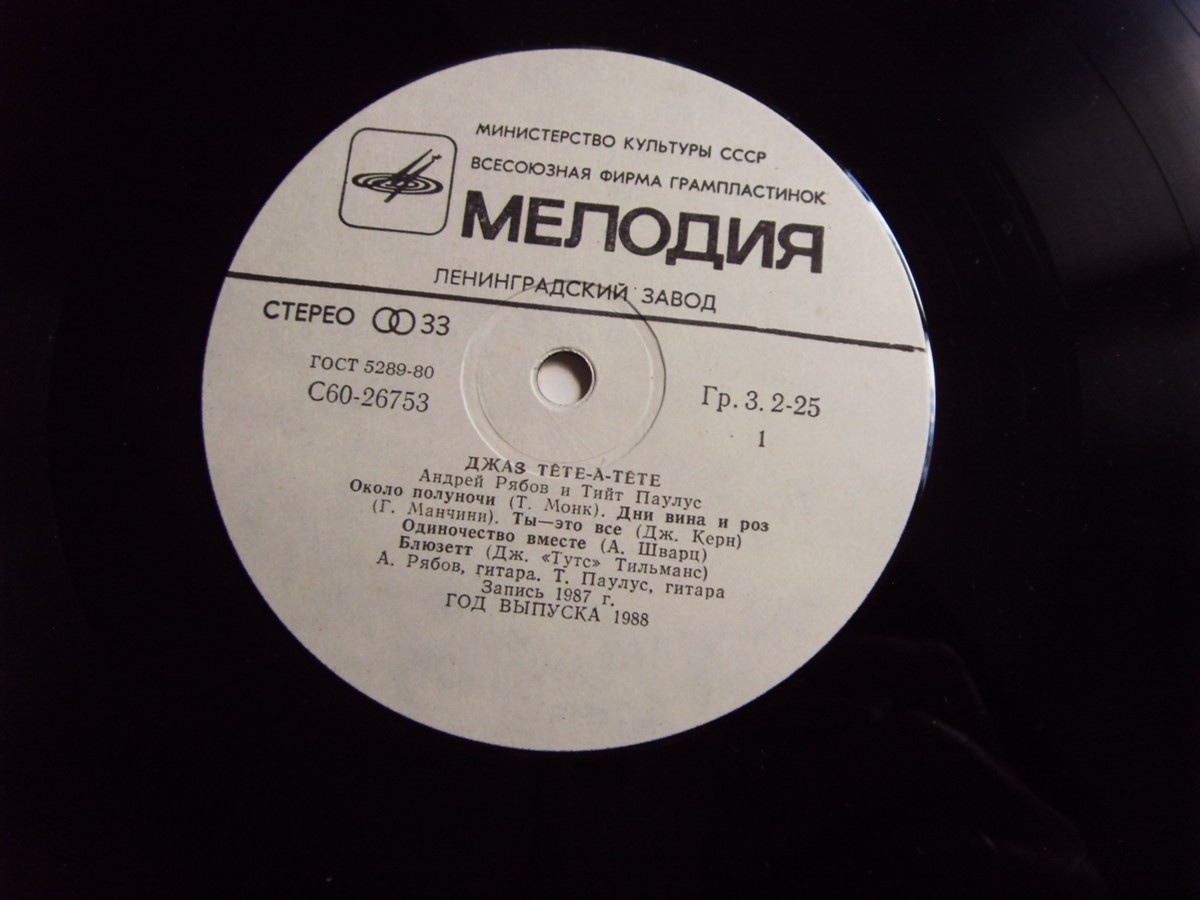 МИНИСТЕРСТВО КУЛЬТУРЫ СССР
ВСЕСОЮЗНАЯ ФИРМА ГРАМПЛАСТИНОК
МЕЛОДИЯ
ЛЕНИНГРАДСКИЙ ЗАВОД
СТЕРЕО 33
ГОСТ 5289-80
С60-26753
Гр. 3. 2-25
1
ДЖАЗ TÊTE-A-TÊTE
Андрей Рябов и Тийт Паулус
Около полуночи (Т. Монк). Дни вина и роз
(Г. Манчини). Ты—это все (Дж. Керн)
Одиночество вместе (А. Шварц)
Блюзетт (Дж. «Тутс» Тильманс)
А. Рябов, гитара. Т. Паулус, гитара
Запись 1987 г.
ГОД ВЫПУСКА 1988